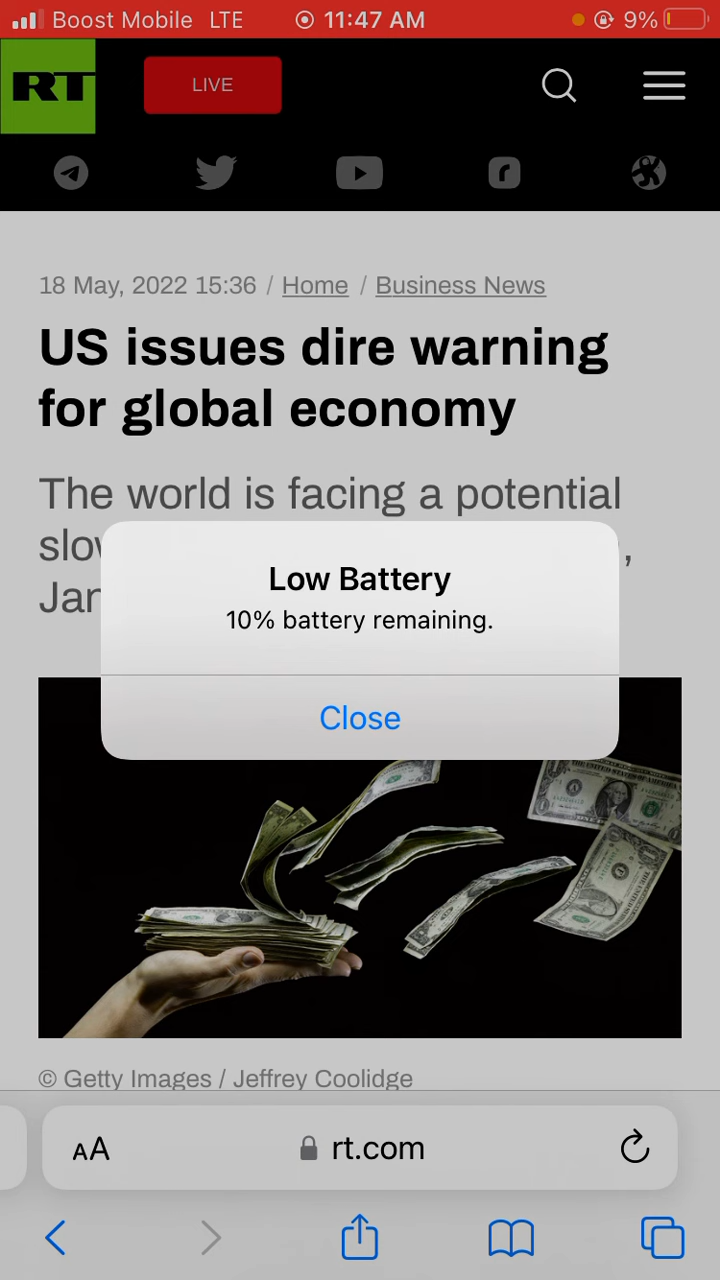 Boost Mobile LTE 11:47 AM 9%
RT LIVE
18 May, 2022 15:36 / Home / Business News
US issues dire warning
for global economy
The world is facing a potential
Low Battery
10% battery remaining.
Close
© Getty Images / Jeffrey Coolidge
AA rt.com